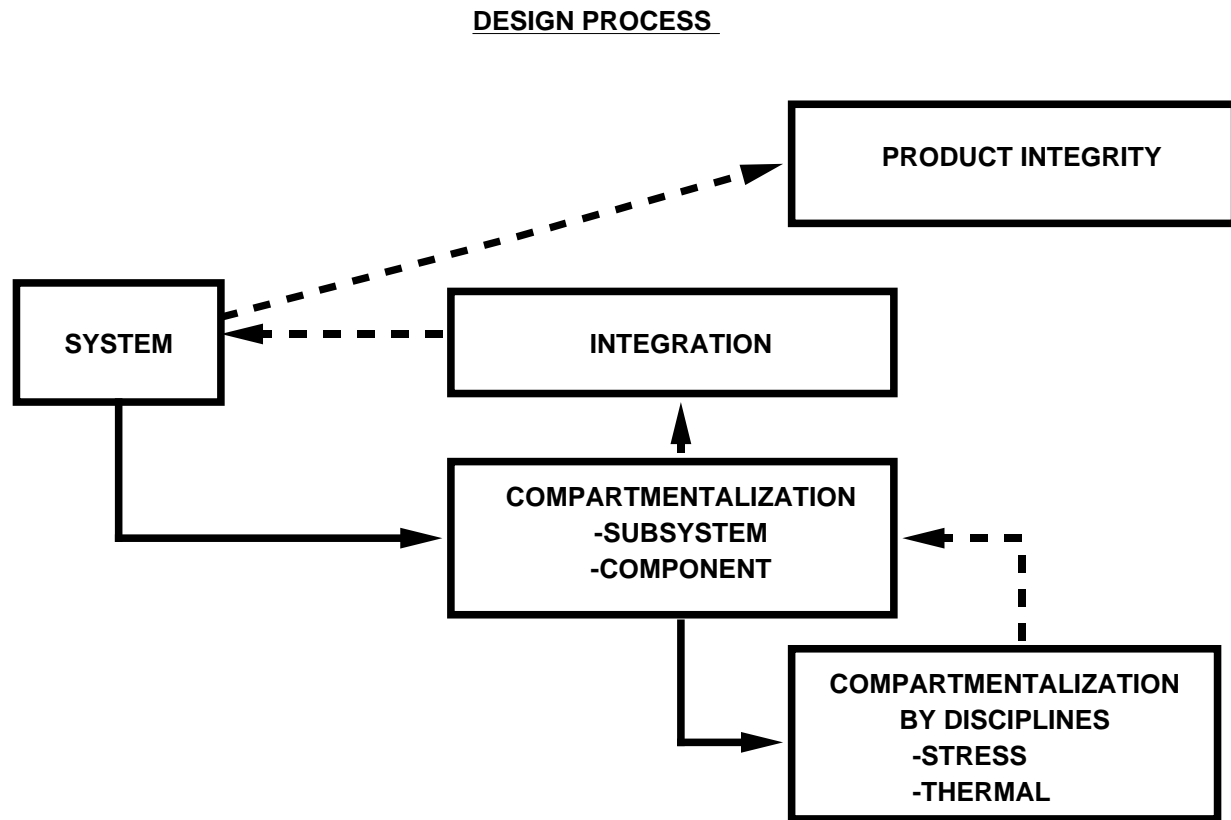 DESIGN PROCESS
PRODUCT INTEGRITY
SYSTEM
INTEGRATION
COMPARTMENTALIZATION
-SUBSYSTEM
-COMPONENT
COMPARTMENTALIZATION
BY DISCIPLINES
-STRESS
-THERMAL